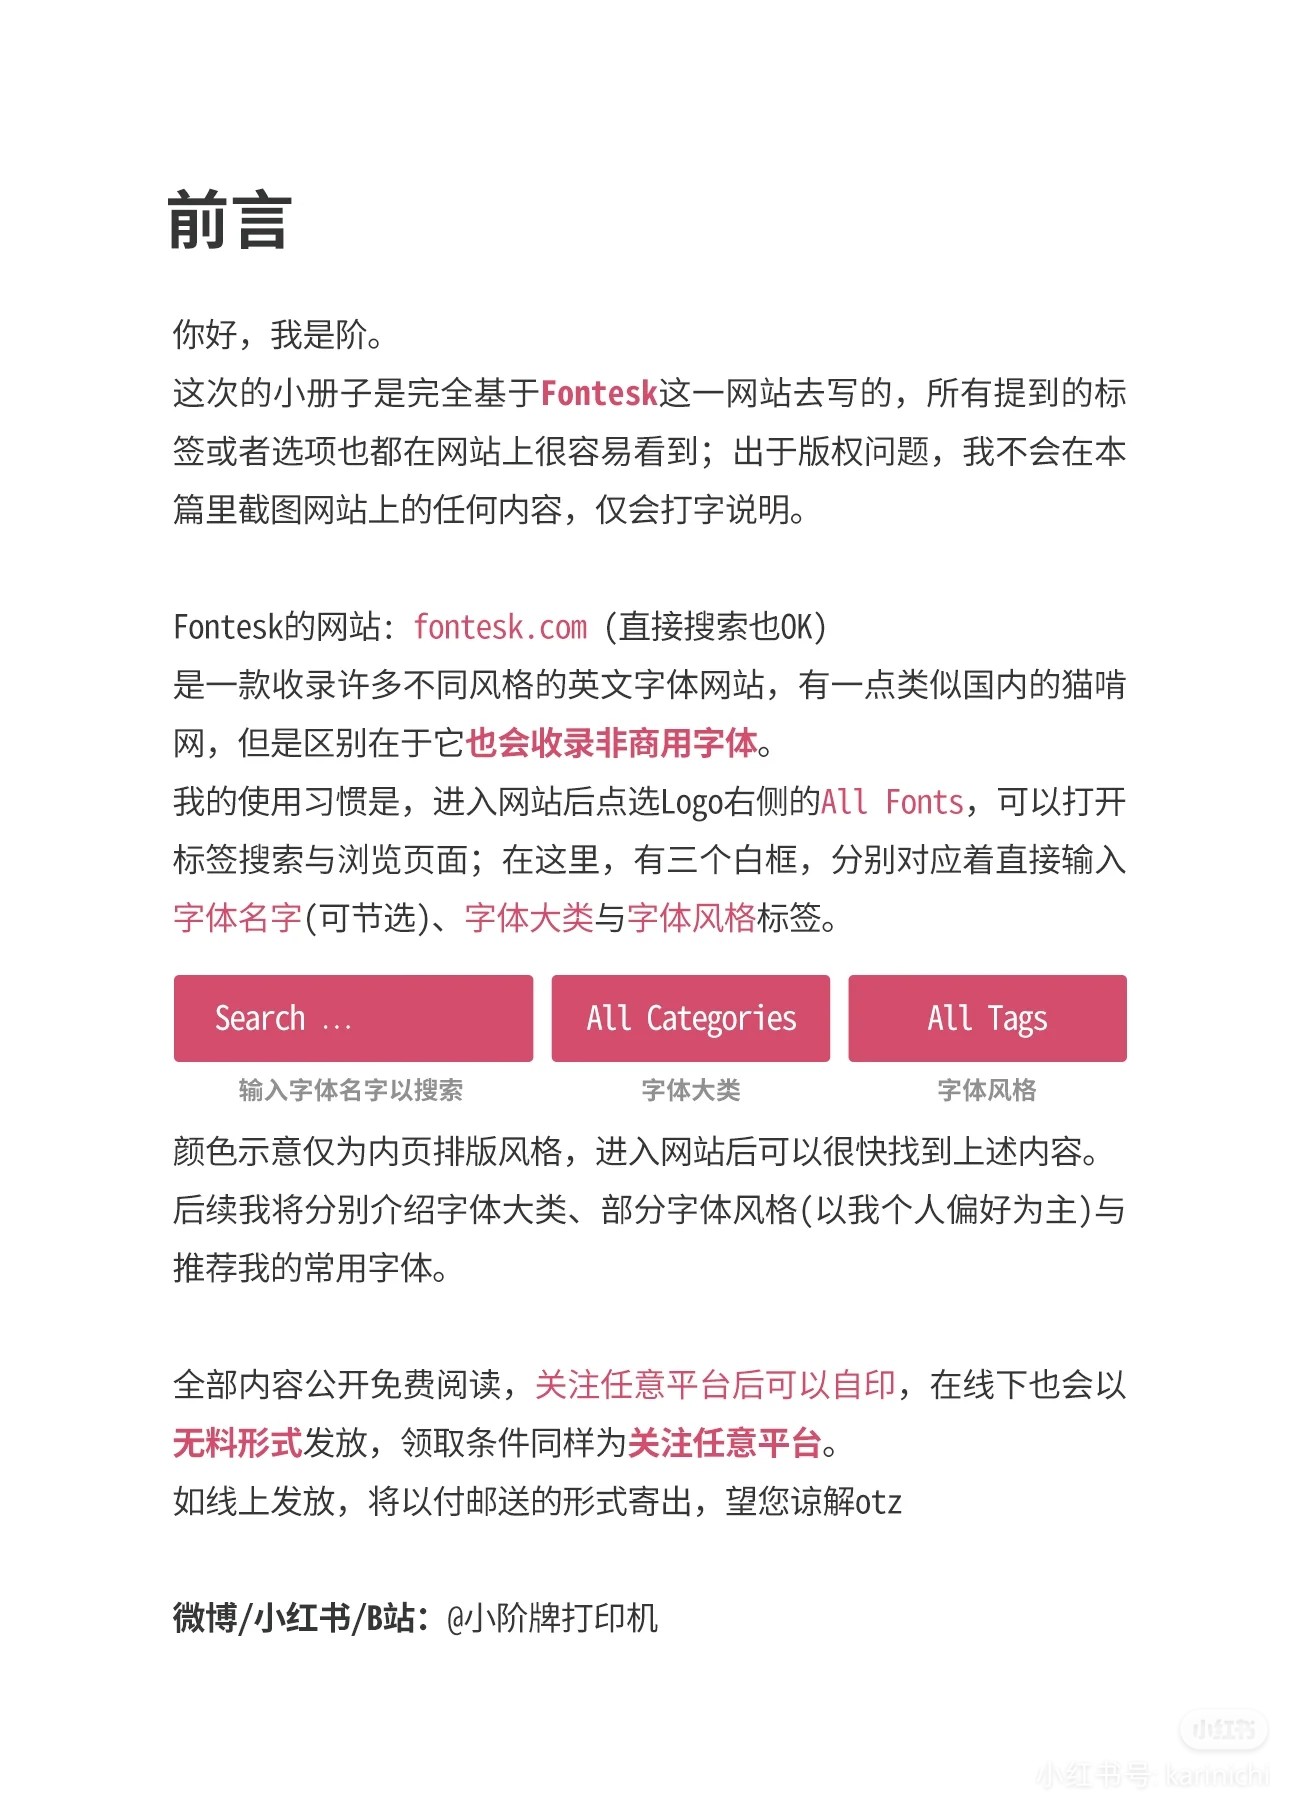 前言
你好，我是阶。
这次的小册子是完全基于Fontesk这一网站去写的，所有提到的标
签或者选项也都在网站上很容易看到；出于版权问题，我不会在本
篇里截图网站上的任何内容，仅会打字说明。
Fontesk的网站：fontesk.com（直接搜索也OK）
是一款收录许多不同风格的英文字体网站，有一点类似国内的猫啃
网，但是区别在于它也会收录非商用字体。
我的使用习惯是，进入网站后点选Logo右侧的All Fonts，可以打开
标签搜索与浏览页面；在这里，有三个白框，分别对应着直接输入
字体名字(可节选)、字体大类与字体风格标签。
Search ... All Categories All Tags
输入字体名字以搜索 字体大类 字体风格
颜色示意仅为内页排版风格，进入网站后可以很快找到上述内容。
后续我将分别介绍字体大类、部分字体风格(以我个人偏好为主)与
推荐我的常用字体。
全部内容公开免费阅读，关注任意平台后可以自印，在线下也会以
无料形式发放，领取条件同样为关注任意平台。
如线上发放，将以付邮送的形式寄出，望您谅解otz
微博/小红书/B站：@小阶牌打印机
小红书
小红书号: karinichi